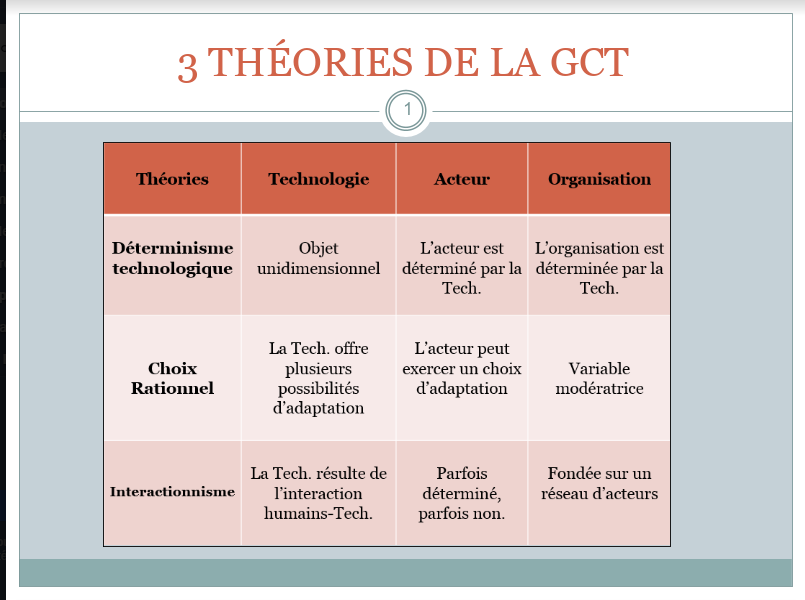 3 THÉORIES DE LA GCT
1
Théories
Technologie
Acteur
Organisation
Déterminisme
technologique
Objet
unidimensionnel
L’acteur est
déterminé par la
Tech.
L’organisation est
déterminée par la
Tech.
Choix
Rationnel
La Tech. offre
plusieurs
possibilités
d’adaptation
L’acteur peut
exercer un choix
d’adaptation
Variable
modératrice
Interactionnisme
La Tech. résulte de
l’interaction
humains-Tech.
Parfois
déterminé,
parfois non.
Fondée sur un
réseau d’acteurs